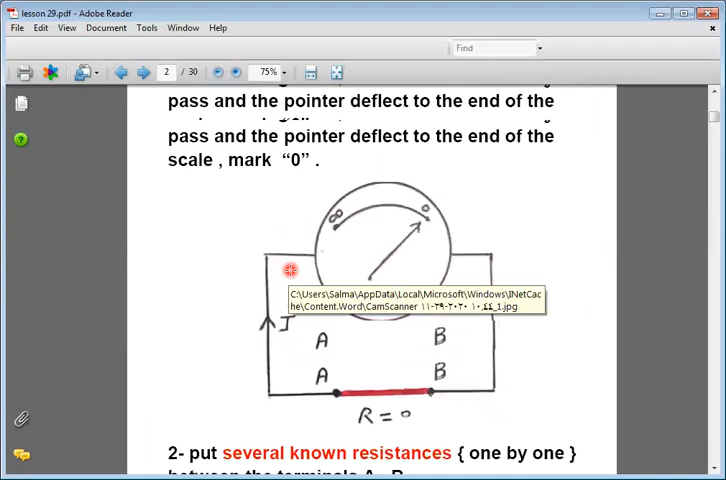 lesson 29.pdf - Adobe Reader
File Edit View Document Tools Window Help
Find
2 / 30 75%
pass and the pointer deflect to the end of the
pass and the pointer deflect to the end of the
scale , mark “0” .
∞ 0
C:\Users\Salma\AppData\Local\Microsoft\Windows\INetCac
he\Content.Word\CamScanner ١١-٢٩-٢٠٢٠ ١٠,٤٤_1.jpg
I
A B
A B
R = 0
2- put several known resistances { one by one }
between the terminals A , B